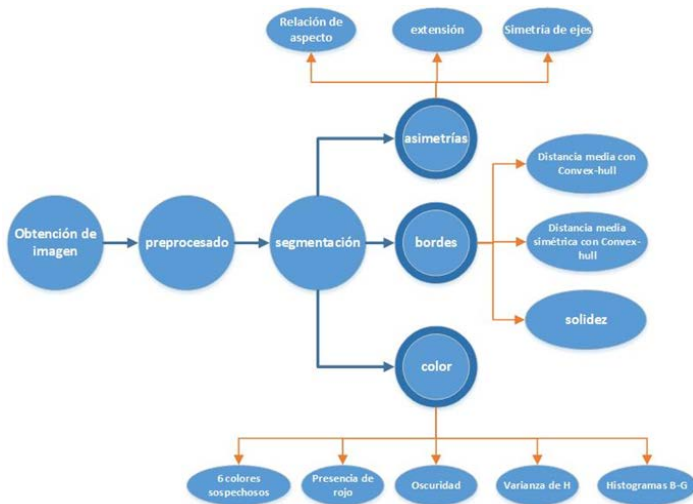 Relación de
aspecto
extensión
Simetría de ejes
asimetrías
Distancia media con
Convex-hull
Obtención de
imagen
preprocesado
segmentación
bordes
Distancia media
simétrica con Convex-
hull
solidez
color
6 colores
sospechosos
Presencia de
rojo
Oscuridad
Varianza de H
Histogramas B-G